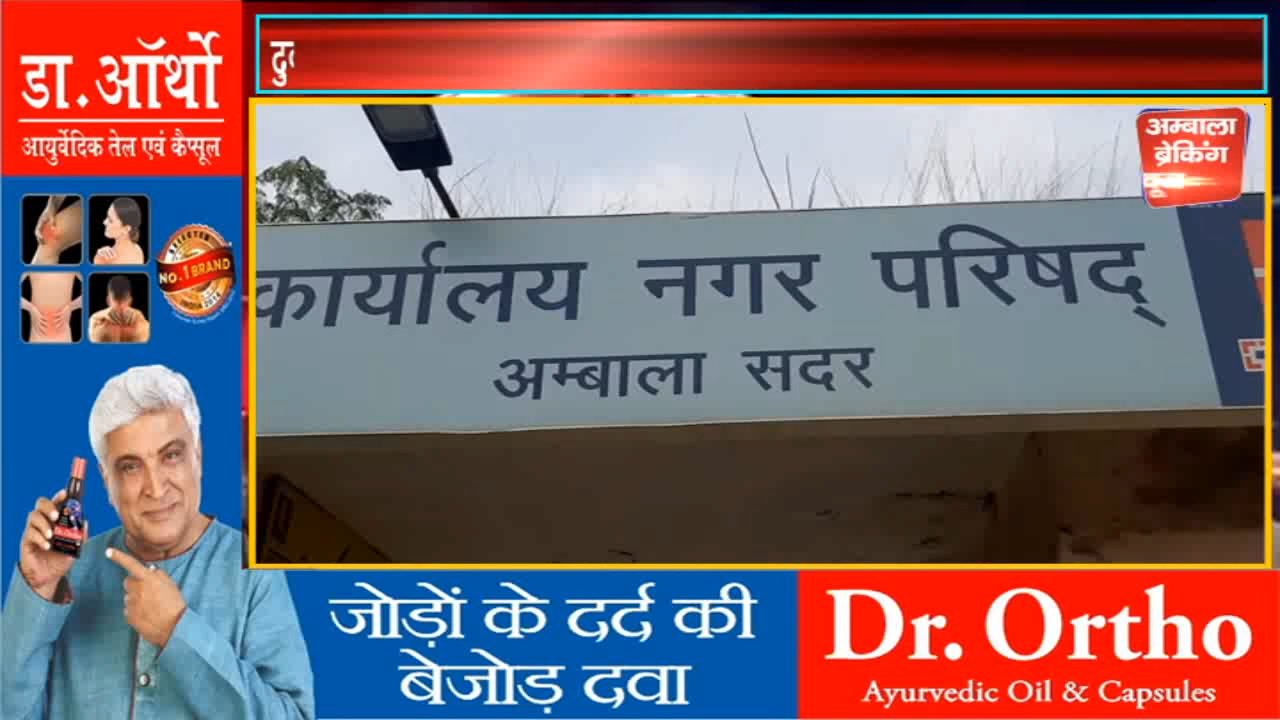 डा. ऑर्थो
आयुर्वेदिक तेल एवं कैप्सूल
No.1 BRAND
अम्बाला
ब्रेकिंग
कार्यालय नगर परिषद्
अम्बाला सदर
जोड़ों के दर्द की
बेजोड़ दवा
Dr. Ortho
Ayurvedic Oil & Capsules